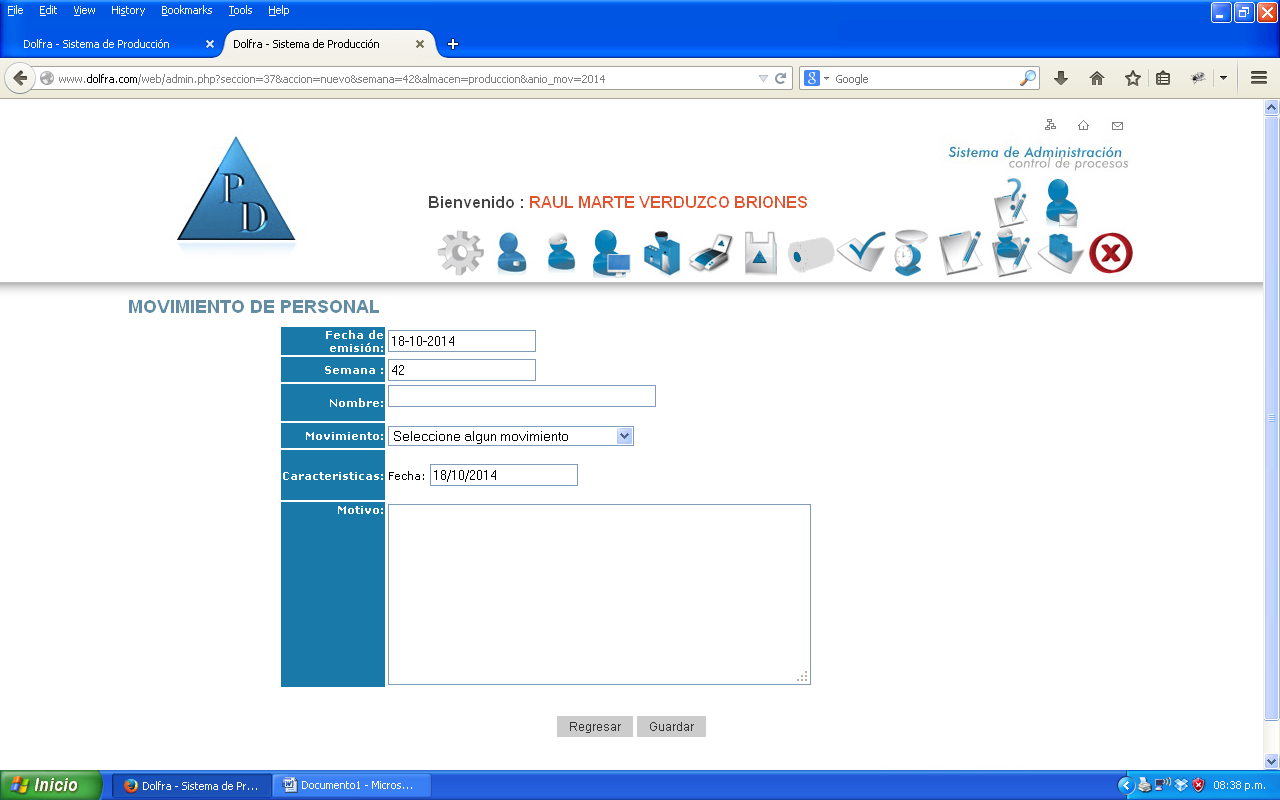 File Edit View History Bookmarks Tools Help
Dolfra - Sistema de Producción
Dolfra - Sistema de Producción
www.dolfra.com/web/admin.php?seccion=37&accion=nuevo&semana=42&almacen=produccion&anio_mov=2014
Google
Sistema de Administración
control de procesos
P
D
Bienvenido : RAUL MARTE VERDUZCO BRIONES
MOVIMIENTO DE PERSONAL
Fecha de
emisión: 18-10-2014
Semana : 42
Nombre:
Movimiento: Seleccione algun movimiento
Caracteristicas: Fecha: 18/10/2014
Motivo:
Regresar Guardar
Inicio Dolfra - Sistema de Pr... Documento1 - Micros... 08:38 p.m.